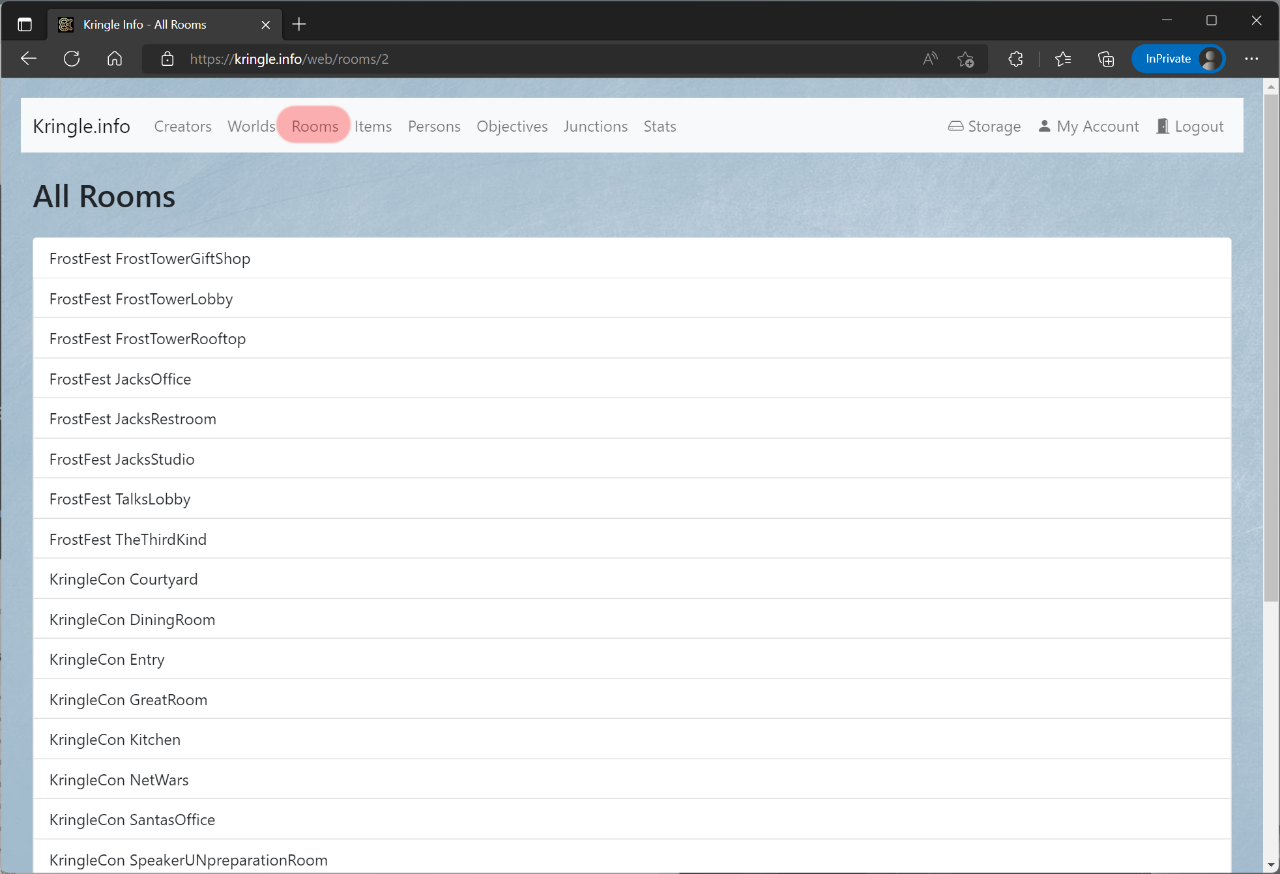 Kringle Info - All Rooms
https://kringle.info/web/rooms/2
InPrivate
Kringle.info Creators Worlds Rooms Items Persons Objectives Junctions Stats Storage My Account Logout
All Rooms
FrostFest FrostTowerGiftShop
FrostFest FrostTowerLobby
FrostFest FrostTowerRooftop
FrostFest JacksOffice
FrostFest JacksRestroom
FrostFest JacksStudio
FrostFest TalksLobby
FrostFest TheThirdKind
KringleCon Courtyard
KringleCon DiningRoom
KringleCon Entry
KringleCon GreatRoom
KringleCon Kitchen
KringleCon NetWars
KringleCon SantasOffice
KringleCon SpeakerUNpreparationRoom